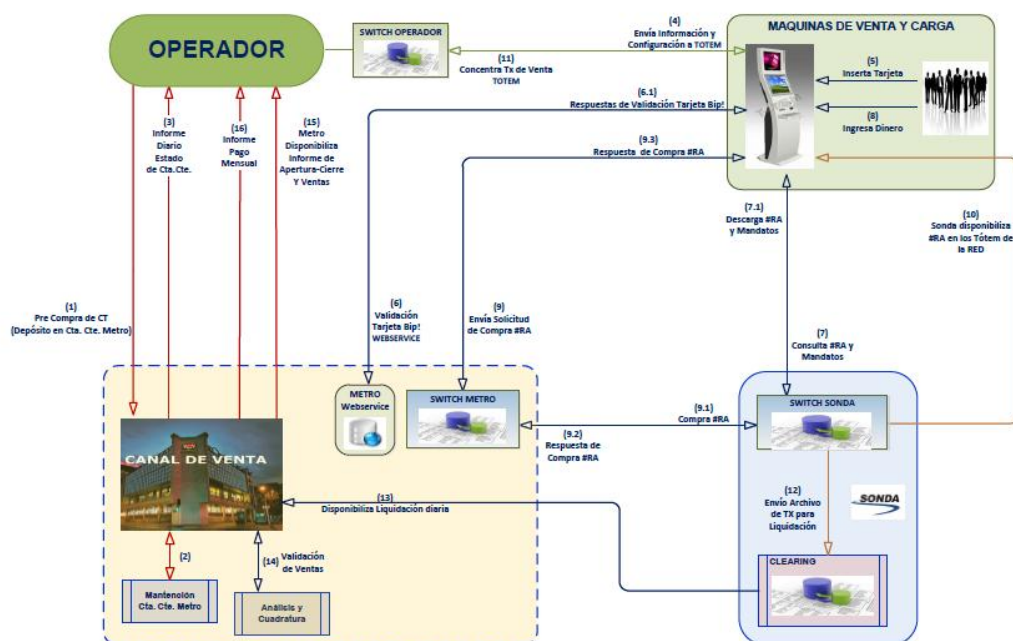 OPERADOR
SWITCH OPERADOR
(4)
Envía Información y
Configuración a TOTEM
(11)
Concentra Tx de Venta
TOTEM
MAQUINAS DE VENTA Y CARGA
(5)
Inserta Tarjeta
(8)
Ingresa Dinero
(6.1)
Respuestas de Validación Tarjeta Bip!
(9.3)
Respuesta de Compra #RA
(3)
Informe
Diario
Estado
de Cta.Cte.
(16)
Informe
Pago
Mensual
(15)
Metro
Disponibiliza
Informe de
Apertura-Cierre
Y Ventas
(7.1)
Descarga #RA
y Mandatos
(10)
Sonda disponibiliza
#RA en los Tótem de
la RED
(1)
Pre Compra de CT
(Depósito en Cta. Cte. Metro)
(6)
Validación
Tarjeta Bip!
WEBSERVICE
(9)
Envía Solicitud
de Compra #RA
(7)
Consulta #RA y
Mandatos
METRO
Webservice
SWITCH METRO
(9.1)
Compra #RA
(9.2)
Respuesta de
Compra #RA
SWITCH SONDA
CANAL DE VENTA
(13)
Disponibiliza Liquidación diaria
(12)
Envío Archivo
de TX para
Liquidación
SONDA
(2)
(14) Validación
de Ventas
Mantención
Cta. Cte. Metro
Análisis y
Cuadratura
CLEARING